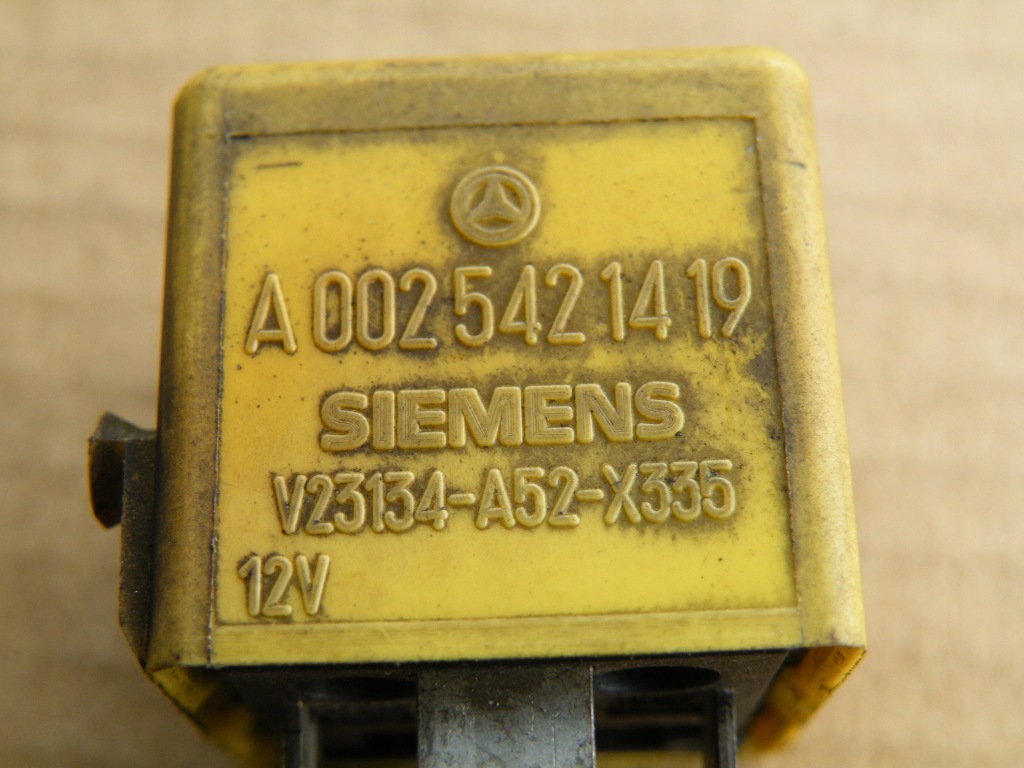 A 002 542 14 19
SIEMENS
V23134-A52-X335
12V